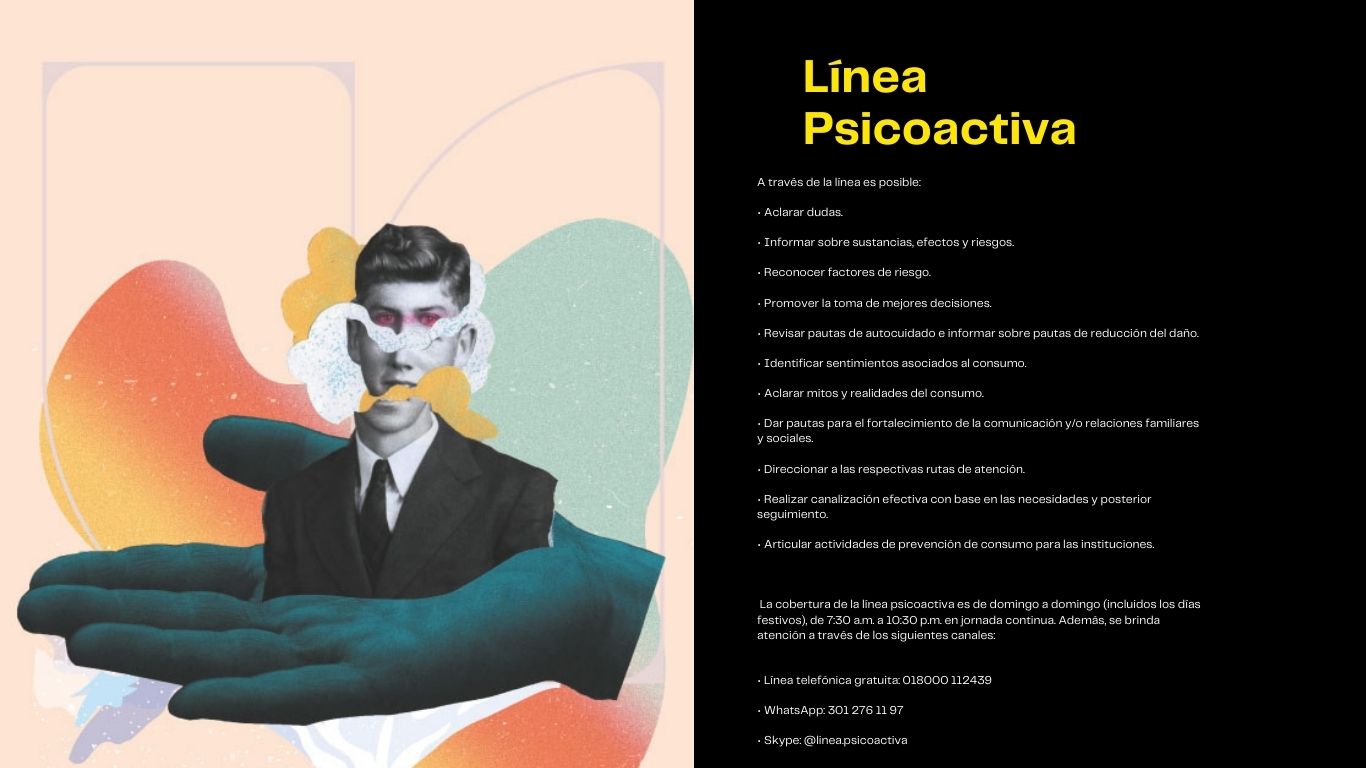 Línea
Psicoactiva
A través de la línea es posible:
• Aclarar dudas.
• Informar sobre sustancias, efectos y riesgos.
• Reconocer factores de riesgo.
• Promover la toma de mejores decisiones.
• Revisar pautas de autocuidado e informar sobre pautas de reducción del daño.
• Identificar sentimientos asociados al consumo.
• Aclarar mitos y realidades del consumo.
• Dar pautas para el fortalecimiento de la comunicación y/o relaciones familiares
y sociales.
• Direccionar a las respectivas rutas de atención.
• Realizar canalización efectiva con base en las necesidades y posterior
seguimiento.
• Articular actividades de prevención de consumo para las instituciones.
La cobertura de la línea psicoactiva es de domingo a domingo (incluidos los días
festivos), de 7:30 a.m. a 10:30 p.m. en jornada continua. Además, se brinda
atención a través de los siguientes canales:
• Línea telefónica gratuita: 018000 112439
• WhatsApp: 301 276 11 97
• Skype: @linea.psicoactiva